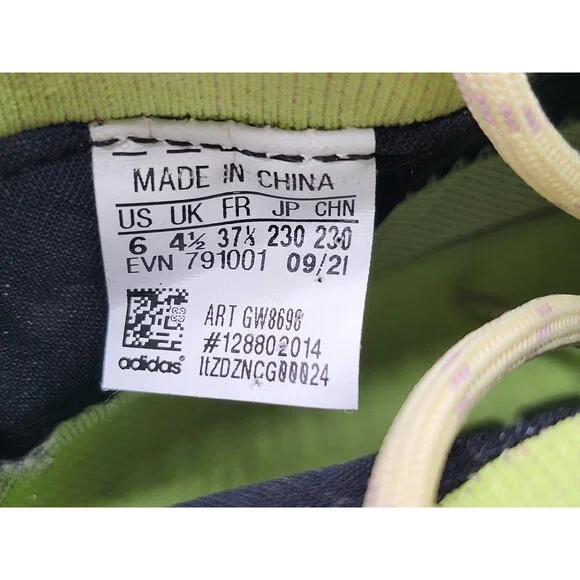 MADE IN CHINA
US UK FR JP CHN
6 4½ 37⅓ 230 230
EVN 791001 09/21
ART GW8698
#128802014
1tZDZNCG00024
adidas